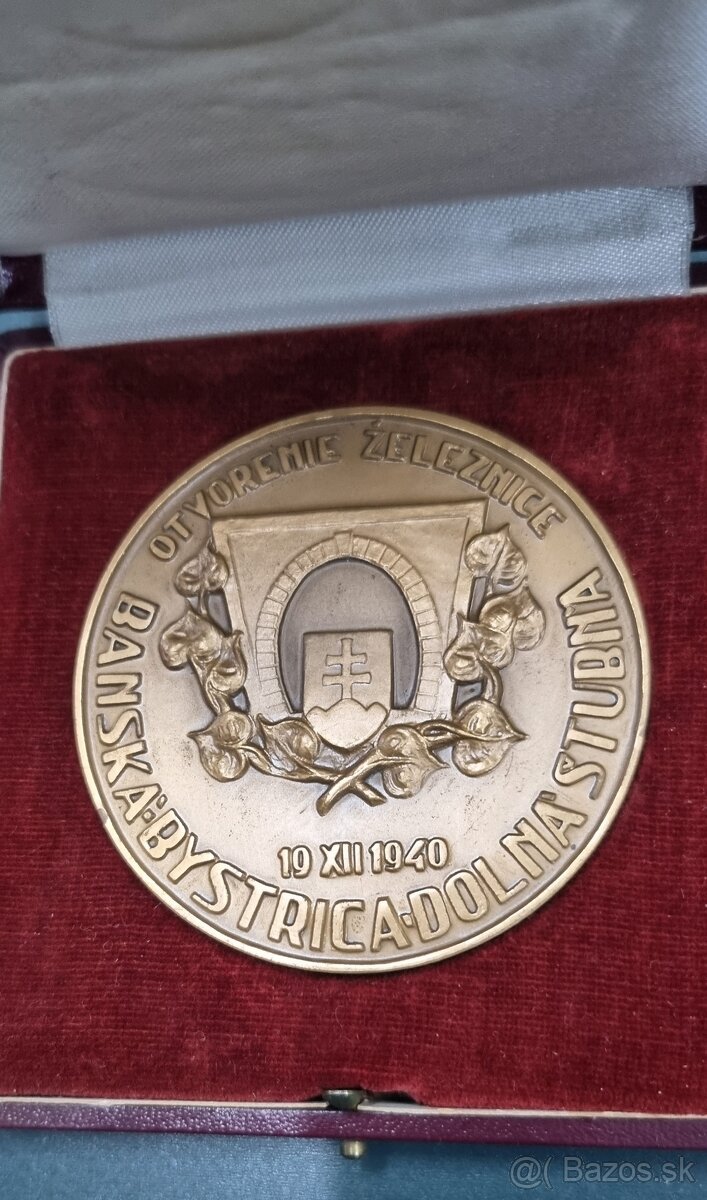 OTVORENIE ŽELEZNICE
BANSKÁ·BYSTRICA·DOLNÁ ŠTUBŇA
19 XII 1940
@( Bazos.sk